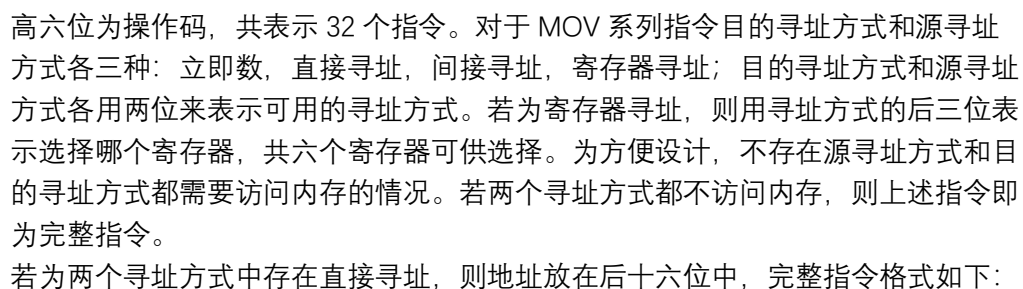 高六位为操作码，共表示 32 个指令。对于 MOV 系列指令目的寻址方式和源寻址
方式各三种：立即数，直接寻址，间接寻址，寄存器寻址；目的寻址方式和源寻址
方式各用两位来表示可用的寻址方式。若为寄存器寻址，则用寻址方式的后三位表
示选择哪个寄存器，共六个寄存器可供选择。为方便设计，不存在源寻址方式和目
的寻址方式都需要访问内存的情况。若两个寻址方式都不访问内存，则上述指令即
为完整指令。
若为两个寻址方式中存在直接寻址，则地址放在后十六位中，完整指令格式如下：